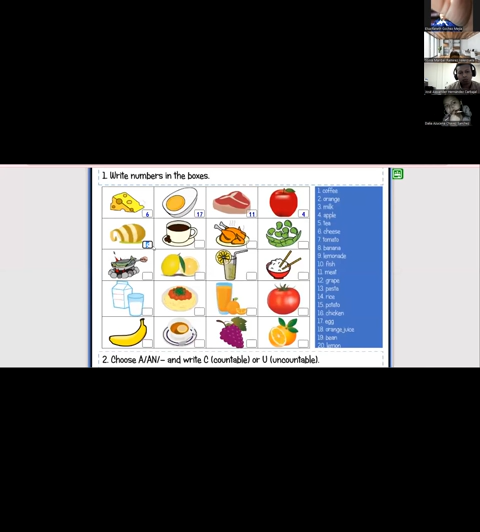 1. Write numbers in the boxes.
6
17
11
4
1. coffee
2. orange
3. milk
4. apple
5. tea
6. cheese
7. tomato
8. banana
9. lemonade
10. fish
11. meat
12. grape
13. pasta
14. rice
15. potato
16. chicken
17. egg
18. orange juice
19. bean
20. lemon
2. Choose A/AN/– and write C (countable) or U (uncountable).